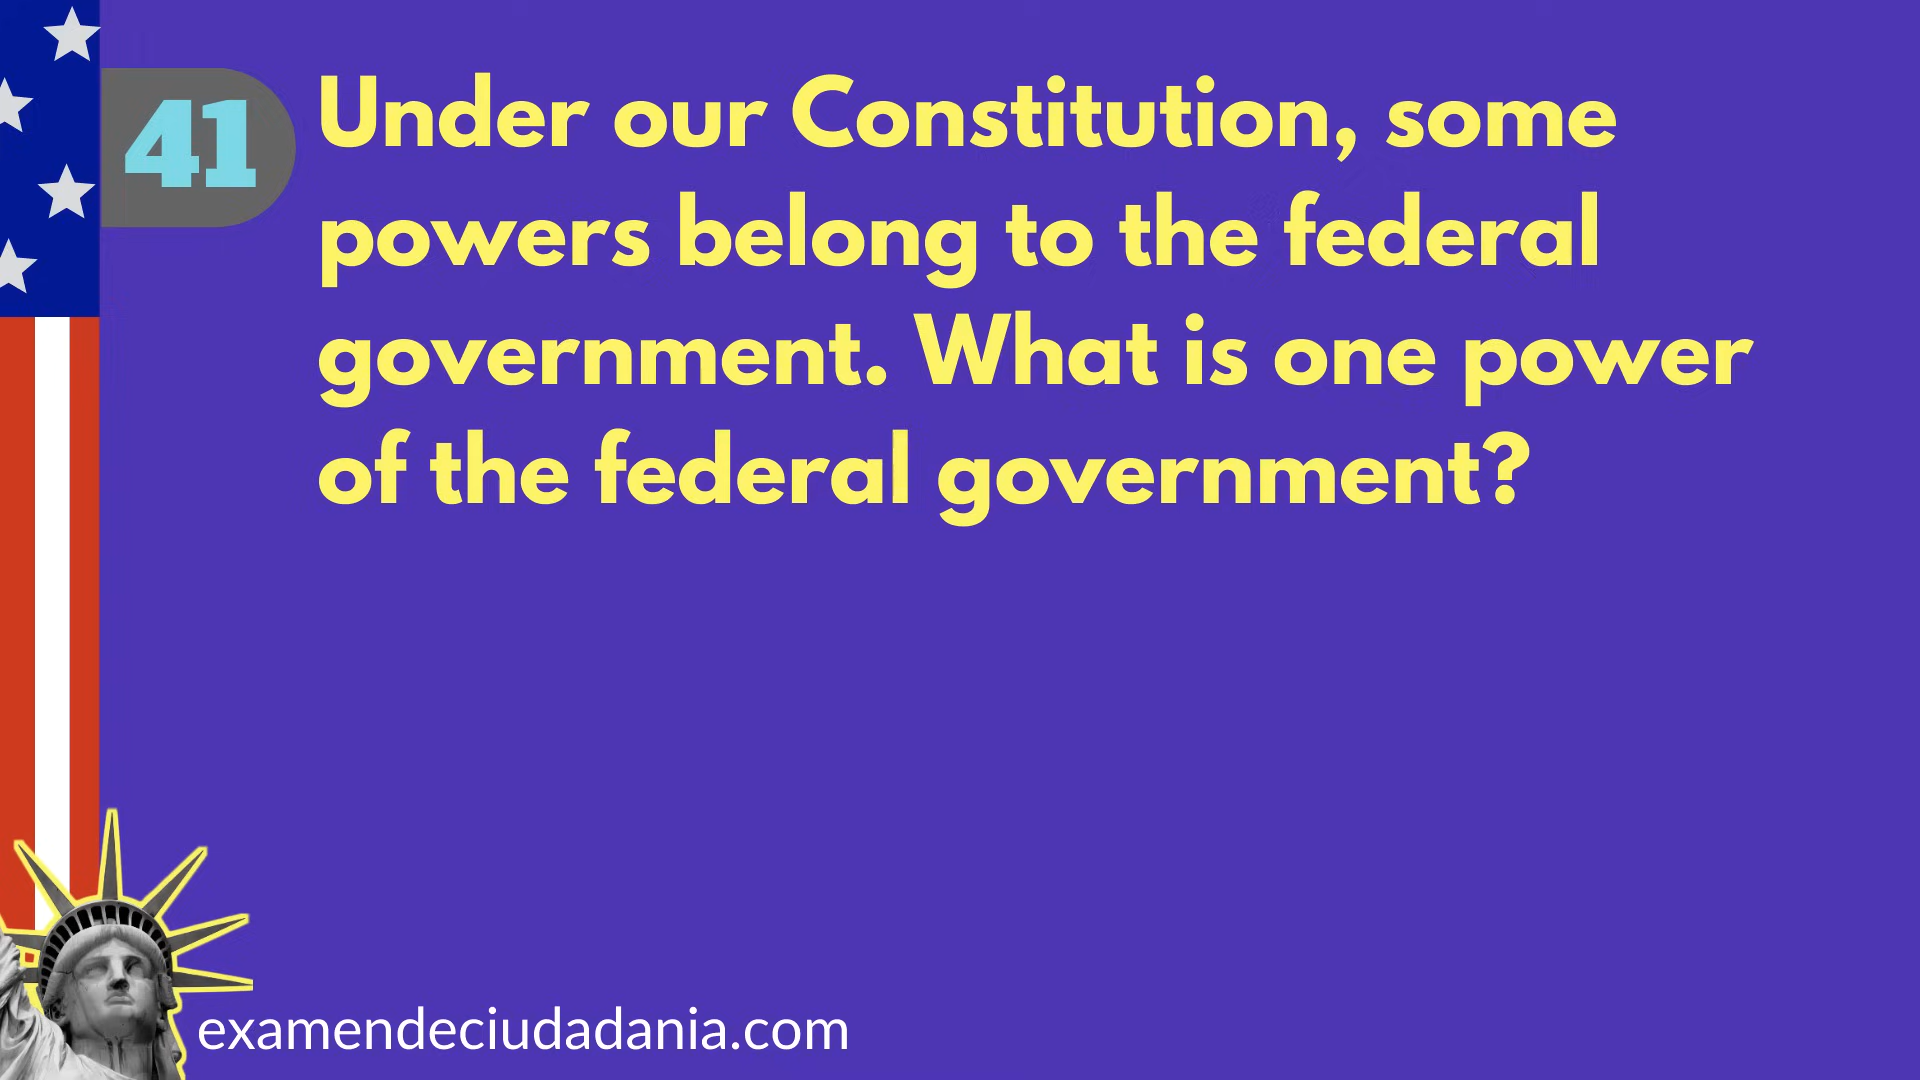 41
Under our Constitution, some
powers belong to the federal
government. What is one power
of the federal government?
examendeciudadania.com